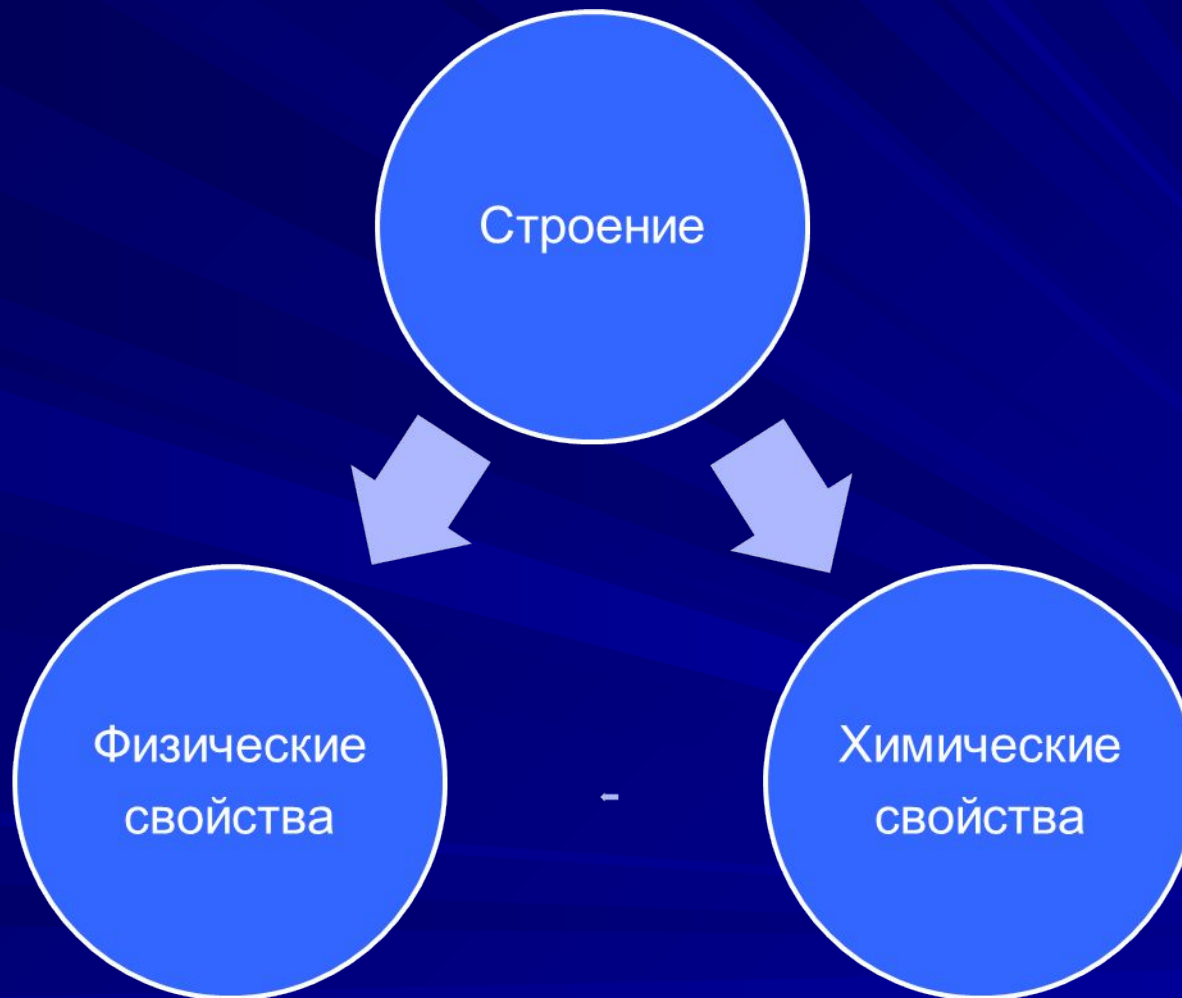 Строение
Физические
свойства
Химические
свойства